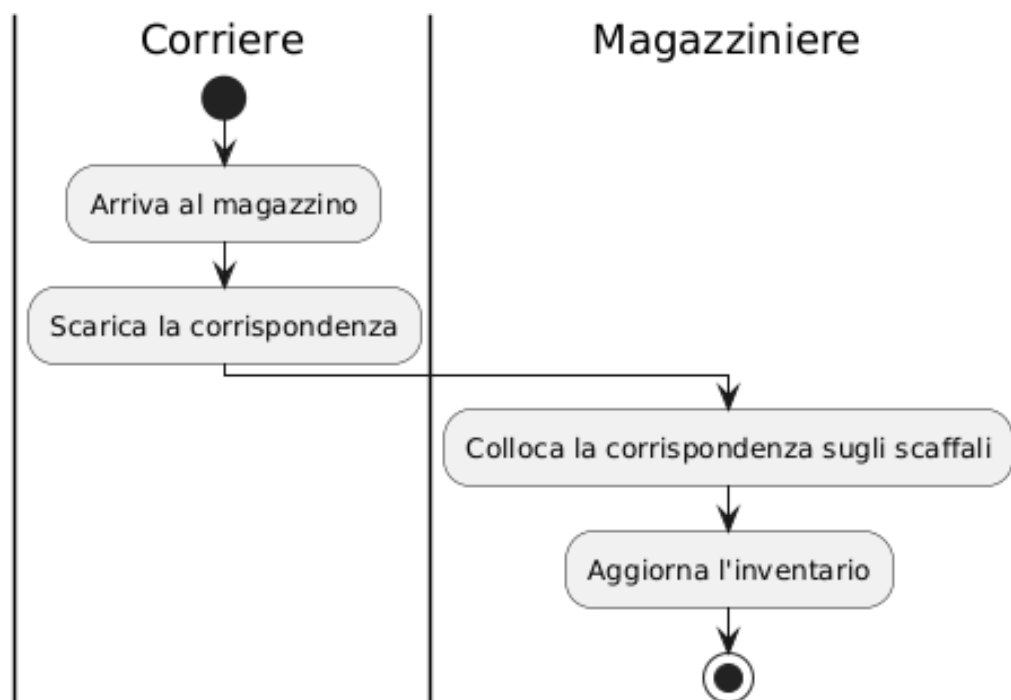 Corriere
Magazziniere
Arriva al magazzino
Scarica la corrispondenza
Colloca la corrispondenza sugli scaffali
Aggiorna l'inventario